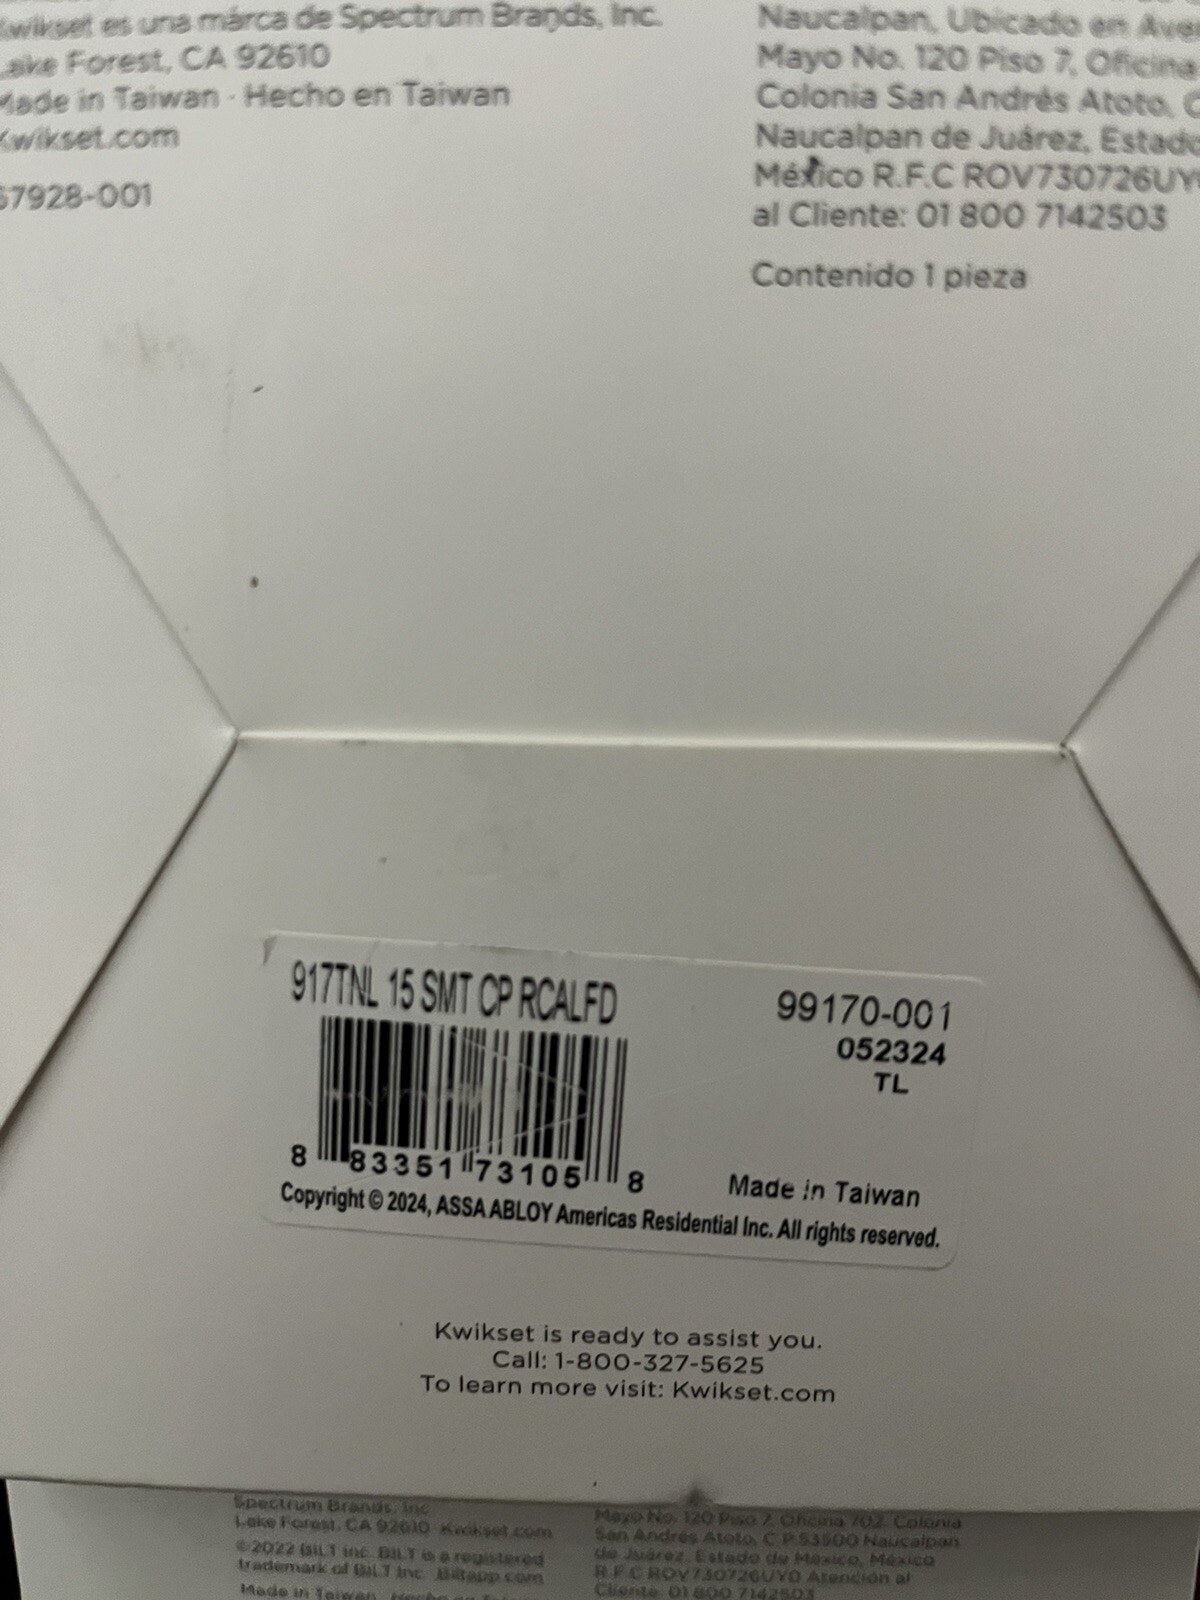 es una márca de Spectrum Brands, Inc.
Lake Forest, CA 92610
Made in Taiwan · Hecho en Taiwan
Kwikset.com
67928-001
Naucalpan, Ubicado en
Mayo No. 120 Piso 7, Oficina
Colonia San Andrés Atoto,
Naucalpan de Juárez, Estado
México R.F.C ROV730726UY
al Cliente: 01 800 7142503
Contenido 1 pieza
917TNL 15 SMT CP RCALFD
99170-001
052324
TL
8 83351 73105 8
Made in Taiwan
Copyright © 2024, ASSA ABLOY Americas Residential Inc. All rights reserved.
Kwikset is ready to assist you.
Call: 1-800-327-5625
To learn more visit: Kwikset.com
Spectrum Brands, Inc
Lake Forest, CA 92610 Kwikset.com
©2022 BILT Inc. BILT is a registered
trademark of BILT Inc. Biltapp.com
Made in Taiwan
Mayo No. 120 Piso 7, Oficina 702, Colonia
San Andrés Atoto, C.P. 53500 Naucalpan
de Juárez, Estado de México, México
R.F.C ROV730726UY0 Atención al
Cliente: 01 800 7142503